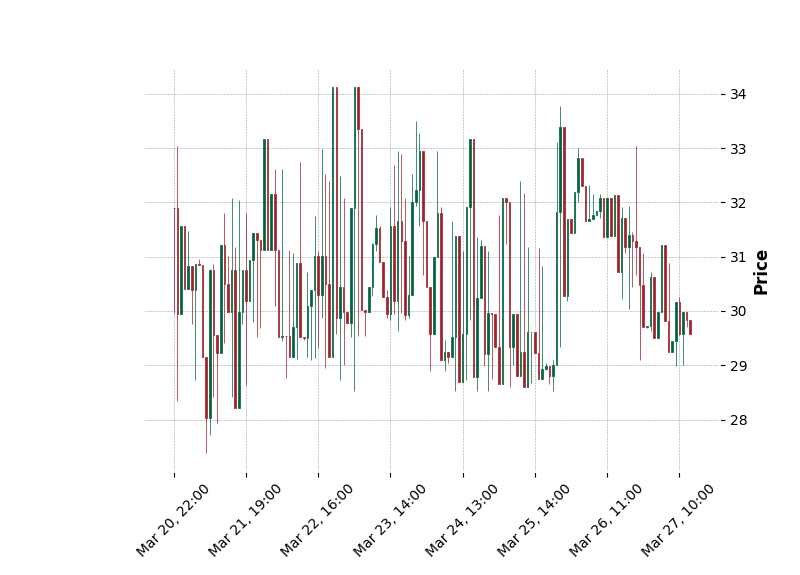 34
33
32
31
30
29
28
Price
Mar 20, 22:00
Mar 21, 19:00
Mar 22, 16:00
Mar 23, 14:00
Mar 24, 13:00
Mar 25, 14:00
Mar 26, 11:00
Mar 27, 10:00